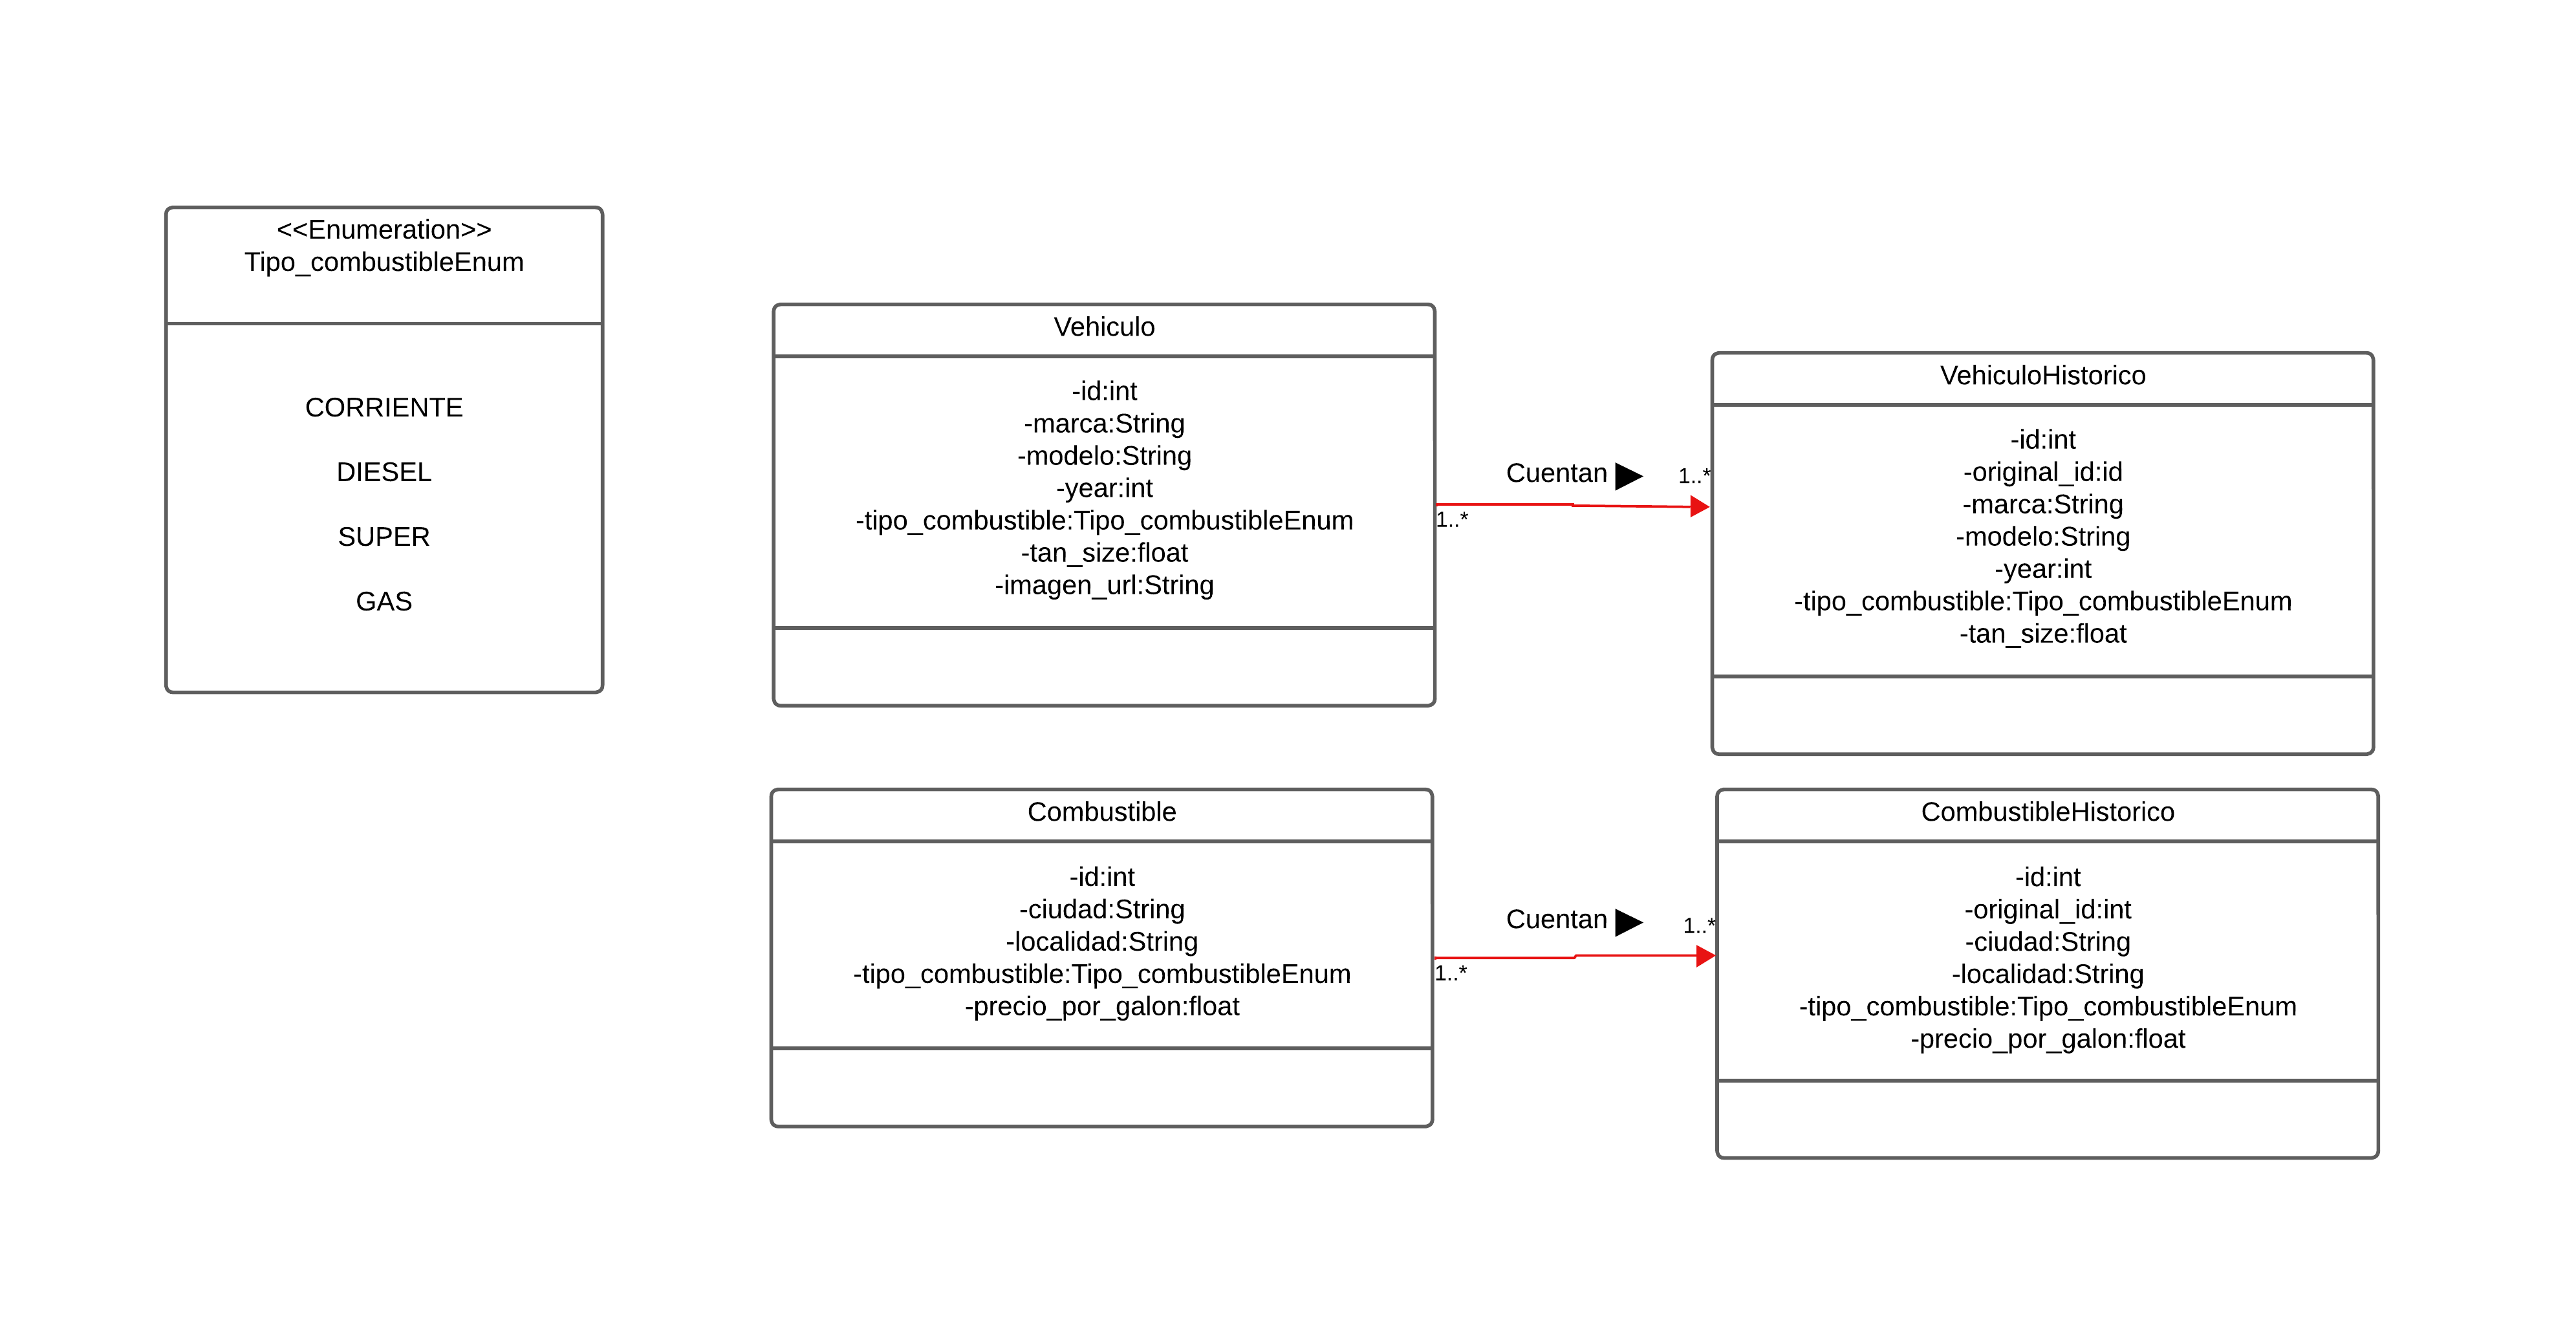 <<Enumeration>>
Tipo_combustibleEnum
CORRIENTE
DIESEL
SUPER
GAS
Vehiculo
-id:int
-marca:String
-modelo:String
-year:int
-tipo_combustible:Tipo_combustibleEnum
-tan_size:float
-imagen_url:String
Cuentan
1..*
1..*
VehiculoHistorico
-id:int
-original_id:id
-marca:String
-modelo:String
-year:int
-tipo_combustible:Tipo_combustibleEnum
-tan_size:float
Combustible
-id:int
-ciudad:String
-localidad:String
-tipo_combustible:Tipo_combustibleEnum
-precio_por_galon:float
Cuentan
1..*
1..*
CombustibleHistorico
-id:int
-original_id:int
-ciudad:String
-localidad:String
-tipo_combustible:Tipo_combustibleEnum
-precio_por_galon:float